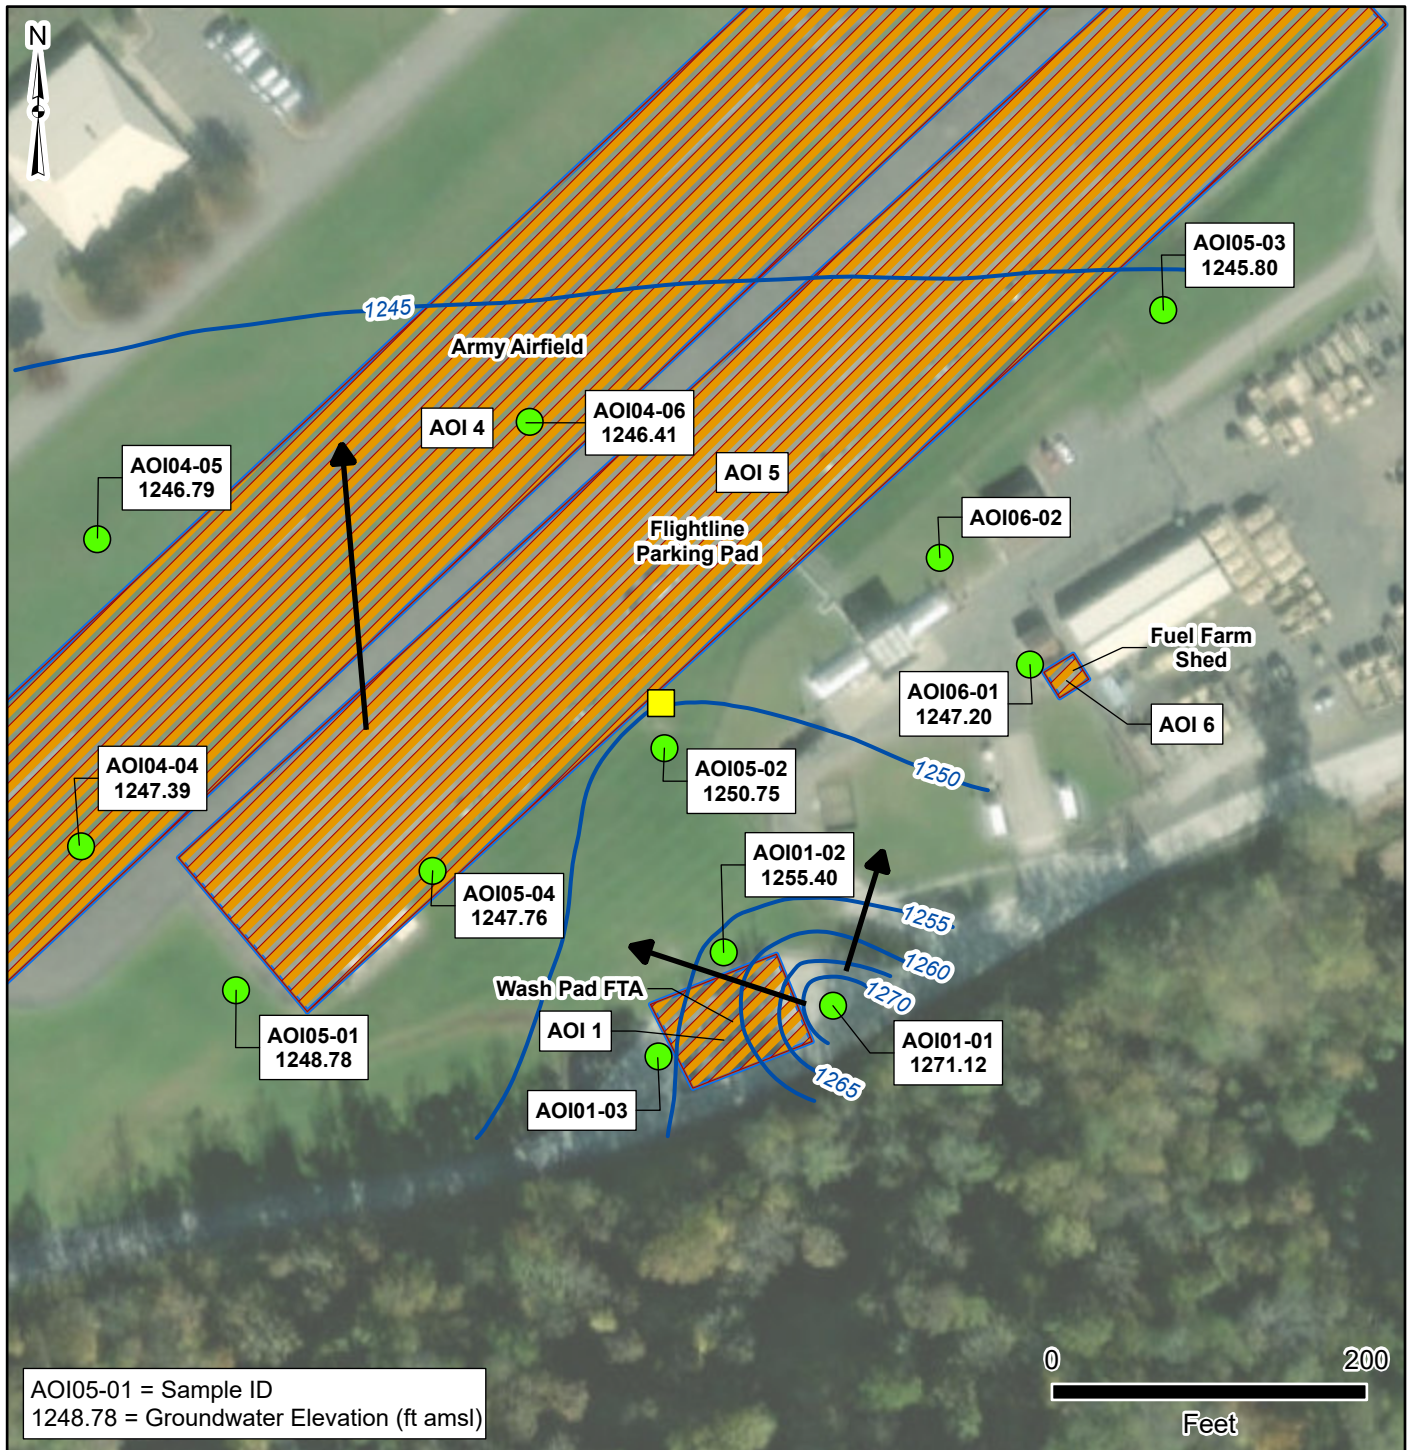 N
AOI05-03
1245.80
1245
Army Airfield
AOI04-06
1246.41
AOI 4
AOI04-05
1246.79
AOI 5
AOI06-02
Flightline
Parking Pad
Fuel Farm
Shed
AOI06-01
1247.20
AOI 6
AOI04-04
1247.39
AOI05-02
1250.75
1250
AOI01-02
1255.40
AOI05-04
1247.76
1255
1260
Wash Pad FTA
1270
AOI 1
AOI05-01
1248.78
AOI01-01
1271.12
1265
AOI01-03
0 200
Feet
AOI05-01 = Sample ID
1248.78 = Groundwater Elevation (ft amsl)